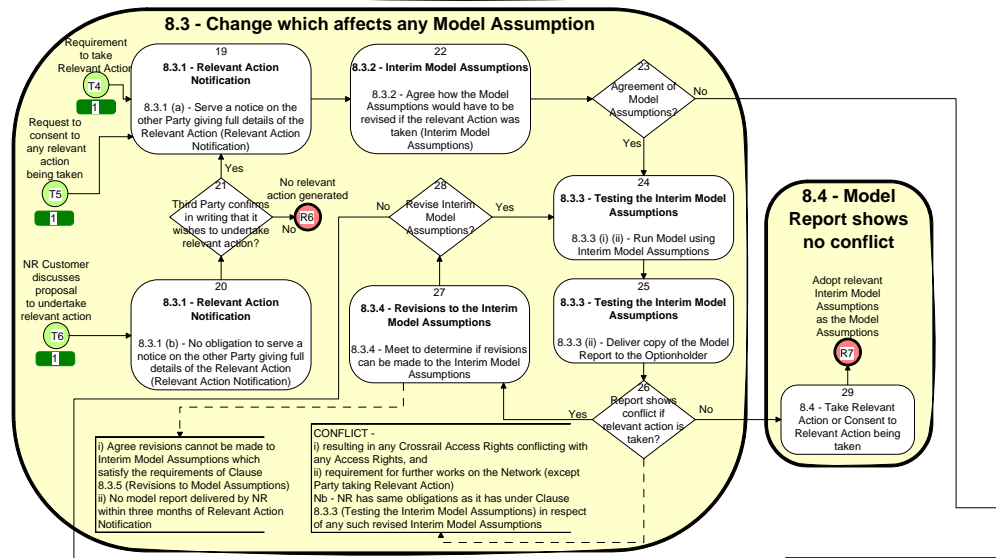 8.3 - Change which affects any Model Assumption
Requirement
to take
Relevant Action
T4
1
Request to
consent to
any relevant
action
being taken
T5
1
NR Customer
discusses
proposal
to undertake
relevant action
T6
1
19
8.3.1 - Relevant Action
Notification
8.3.1 (a) - Serve a notice on the
other Party giving full details of
the Relevant Action (Relevant Action
Notification)
22
8.3.2 - Interim Model Assumptions
8.3.2 - Agree how the Model
Assumptions would have to be
revised if the relevant Action was
taken (Interim Model
Assumptions)
23
Agreement of
Model
Assumptions?
No
Yes
Yes
21
Third Party confirms
in writing that it
wishes to undertake
relevant action?
No
No relevant
action generated
R6
28
Revise Interim
Model
Assumptions?
No
Yes
24
8.3.3 - Testing the Interim Model
Assumptions
8.3.3 (i) (ii) - Run Model using
Interim Model Assumptions
20
8.3.1 - Relevant Action
Notification
8.3.1 (b) - No obligation to serve a
notice on the other Party giving full
details of the Relevant Action
(Relevant Action Notification)
27
8.3.4 - Revisions to the Interim
Model Assumptions
8.3.4 - Meet to determine if revisions
can be made to the Interim Model
Assumptions
25
8.3.3 - Testing the Interim Model
Assumptions
8.3.3 (ii) - Deliver copy of the Model
Report to the Optionholder
26
Report shows
conflict if
relevant action is
taken?
Yes
No
i) Agree revisions cannot be made to
Interim Model Assumptions which
satisfy the requirements of Clause
8.3.5 (Revisions to Model Assumptions)
ii) No model report delivered by NR
within three months of Relevant Action
Notification
CONFLICT -
i) resulting in any Crossrail Access Rights conflicting with
any Access Rights, and
ii) requirement for further works on the Network (except
Party taking Relevant Action)
Nb - NR has same obligations as it has under Clause
8.3.3 (Testing the Interim Model Assumptions) in respect
of any such revised Interim Model Assumptions
8.4 - Model
Report shows
no conflict
Adopt relevant
Interim Model
Assumptions
as the Model
Assumptions
R7
29
8.4 - Take Relevant
Action or Consent to
Relevant Action being
taken